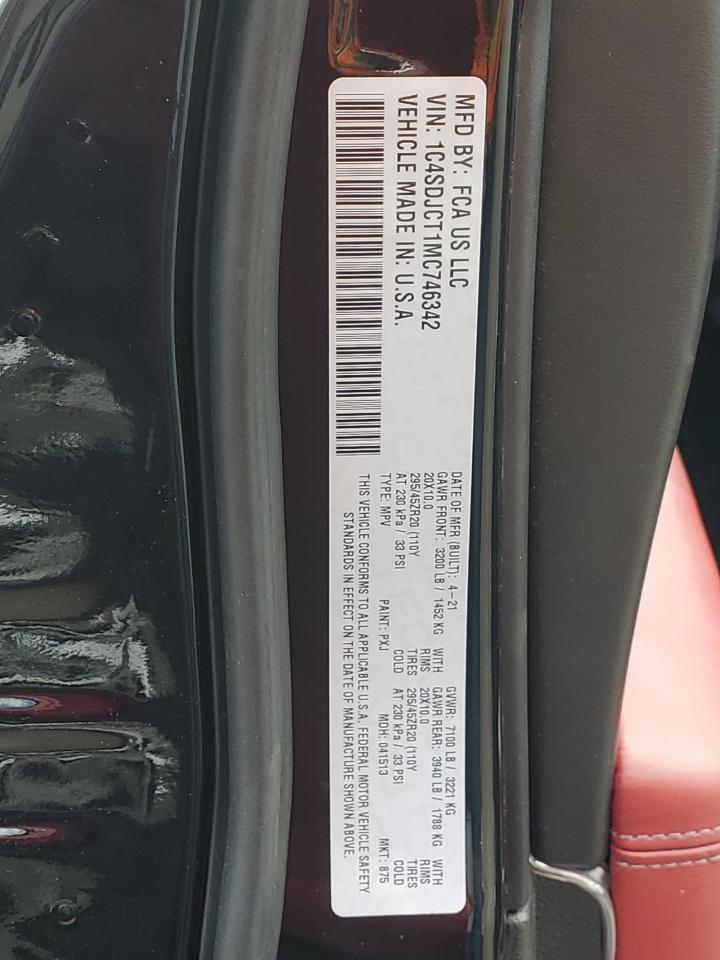 MFD BY: FCA US LLC
VIN: 1C4SDJCT1MC746342
VEHICLE MADE IN: U.S.A.
DATE OF MFR (BUILT): 4-21 GVWR: 7100 LB / 3221 KG
GAWR FRONT: 3200 LB / 1452 KG WITH GAWR REAR: 3940 LB / 1788 KG WITH
20X10.0 RIMS 20X10.0 RIMS
295/45ZR20 (110Y TIRES 295/45ZR20 (110Y TIRES
AT 230 kPa / 33 PSI COLD AT 230 kPa / 33 PSI COLD
TYPE: MPV PAINT: PXJ MDH: 041513 MKT: 875
THIS VEHICLE CONFORMS TO ALL APPLICABLE U.S.A. FEDERAL MOTOR VEHICLE SAFETY
STANDARDS IN EFFECT ON THE DATE OF MANUFACTURE SHOWN ABOVE.